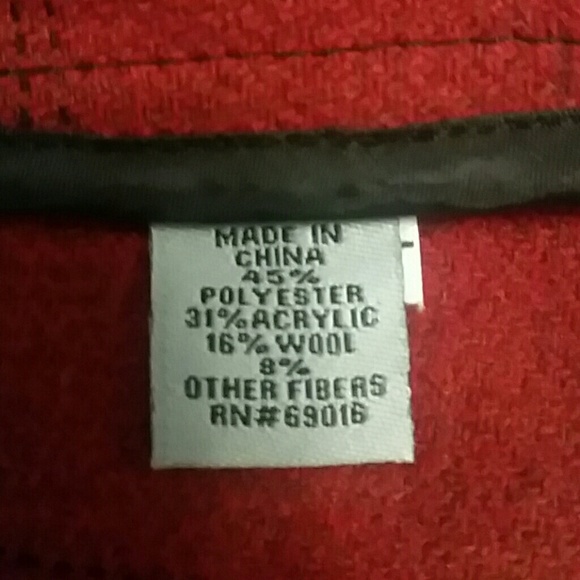 MADE IN
CHINA
45%
POLYESTER
31% ACRYLIC
16% WOOL
8%
OTHER FIBERS
RN#69016